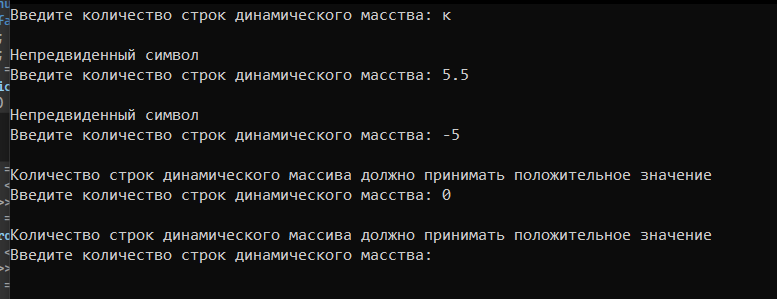 Введите количество строк динамического масства: к
Непредвиденный символ
Введите количество строк динамического масства: 5.5
Непредвиденный символ
Введите количество строк динамического масства: -5
Количество строк динамического массива должно принимать положительное значение
Введите количество строк динамического масства: 0
Количество строк динамического массива должно принимать положительное значение
Введите количество строк динамического масства: